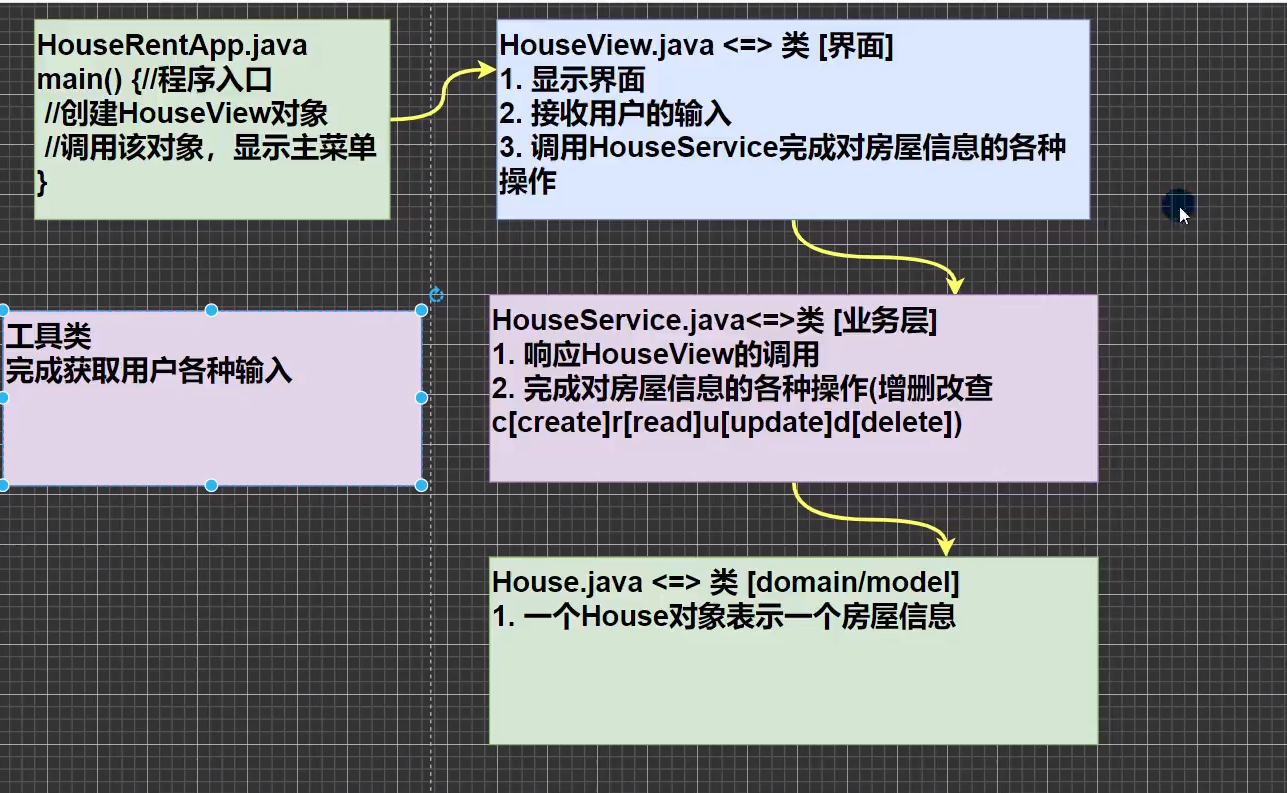 HouseRentApp.java
main() {//程序入口
//创建HouseView对象
//调用该对象，显示主菜单
}
HouseView.java <=> 类 [界面]
1. 显示界面
2. 接收用户的输入
3. 调用HouseService完成对房屋信息的各种
操作
工具类
完成获取用户各种输入
HouseService.java<=>类 [业务层]
1. 响应HouseView的调用
2. 完成对房屋信息的各种操作(增删改查
c[create]r[read]u[update]d[delete])
House.java <=> 类 [domain/model]
1. 一个House对象表示一个房屋信息